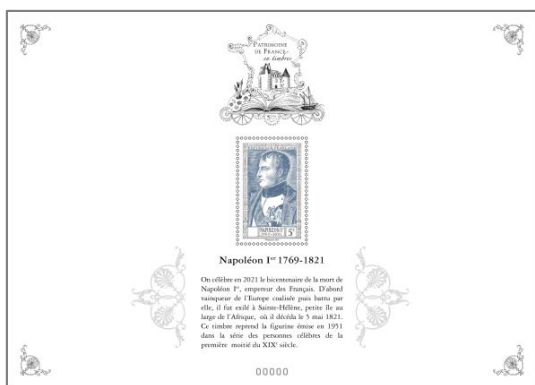 PATRIMOINE
DE FRANCE
en timbres
NAPOLÉON Iᵉʳ
5ᶠ
Napoléon Iᵉʳ 1769-1821
On célèbre en 2021 le bicentenaire de la mort de
Napoléon Iᵉʳ, empereur des Français. D'abord
vainqueur de l'Europe coalisée puis battu par
elle, il fut exilé à Sainte-Hélène, petite île au
large de l'Afrique, où il décéda le 5 mai 1821.
Ce timbre reprend la figurine émise en 1951
dans la série des personnes célèbres de la
première moitié du XIXᵉ siècle.
00000